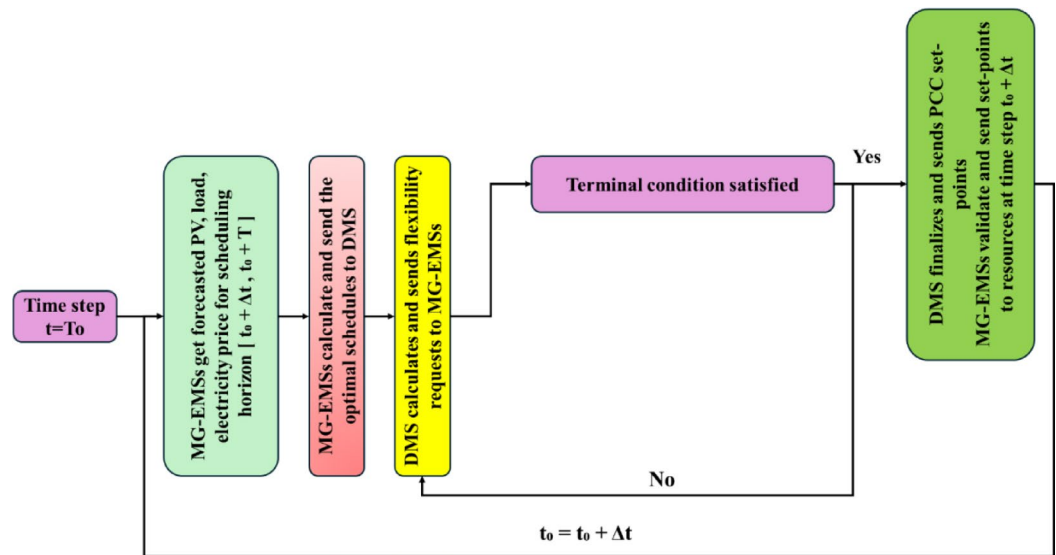 Time step
t=To
MG-EMSs get forecasted PV, load,
electricity price for scheduling
horizon [ t₀ + Δt , t₀ + T ]
MG-EMSs calculate and send the
optimal schedules to DMS
DMS calculates and sends flexibility
requests to MG-EMSs
Terminal condition satisfied
Yes
No
DMS finalizes and sends PCC set-
points
MG-EMSs validate and send set-points
to resources at time step t₀ + Δt
t₀ = t₀ + Δt